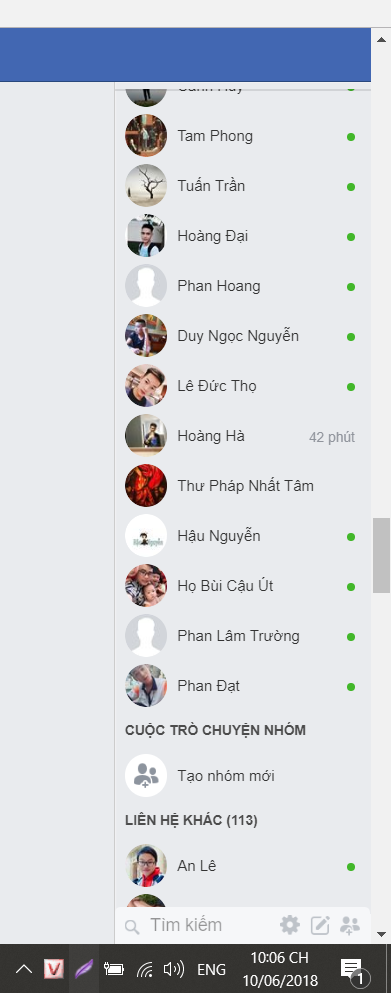 Tam Phong
Tuấn Trần
Hoàng Đại
Phan Hoang
Duy Ngọc Nguyễn
Lê Đức Thọ
Hoàng Hà 42 phút
Thư Pháp Nhất Tâm
Hậu Nguyễn
Họ Bùi Cậu Út
Phan Lâm Trường
Phan Đạt
CUỘC TRÒ CHUYỆN NHÓM
Tạo nhóm mới
LIÊN HỆ KHÁC (113)
An Lê
Tìm kiếm
ENG
10:06 CH
10/06/2018
1